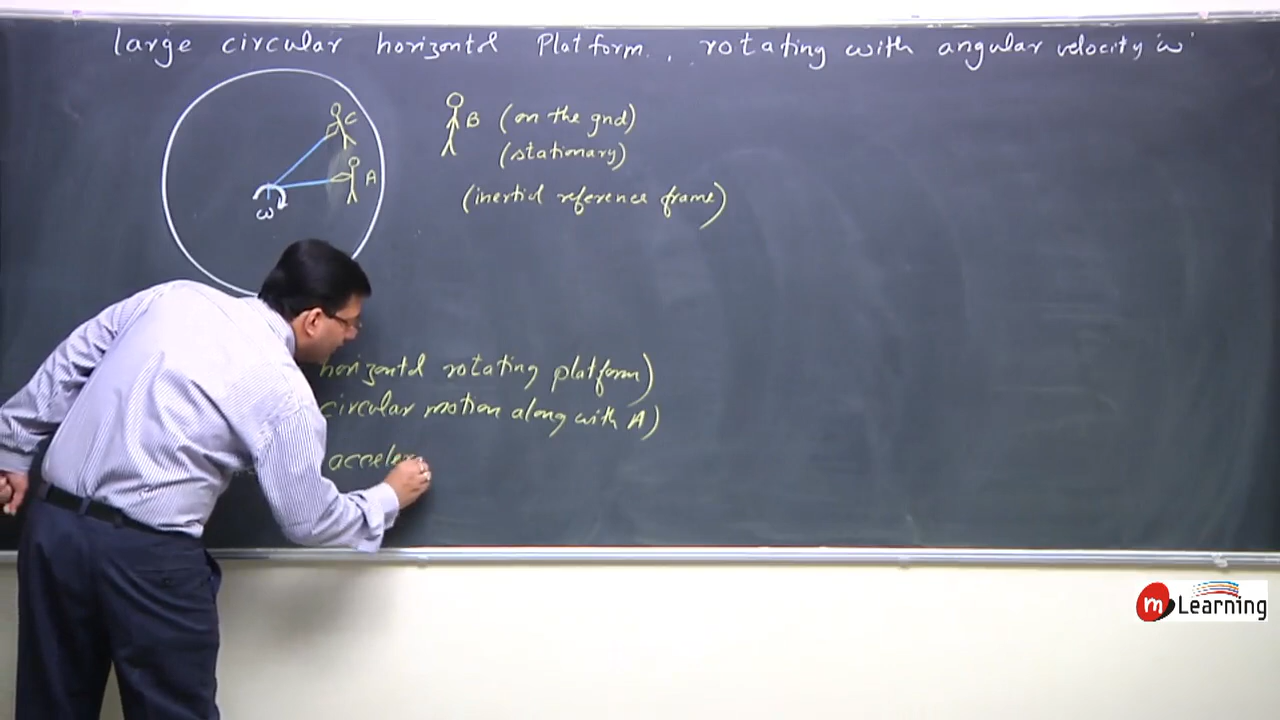 large circular horizontal Platform., rotating with angular velocity 'ω'
C
B (on the gnd)
(stationary)
A
(inertial reference frame)
ω
horizontal rotating platform)
circular motion along with A)
acceler
m Learning